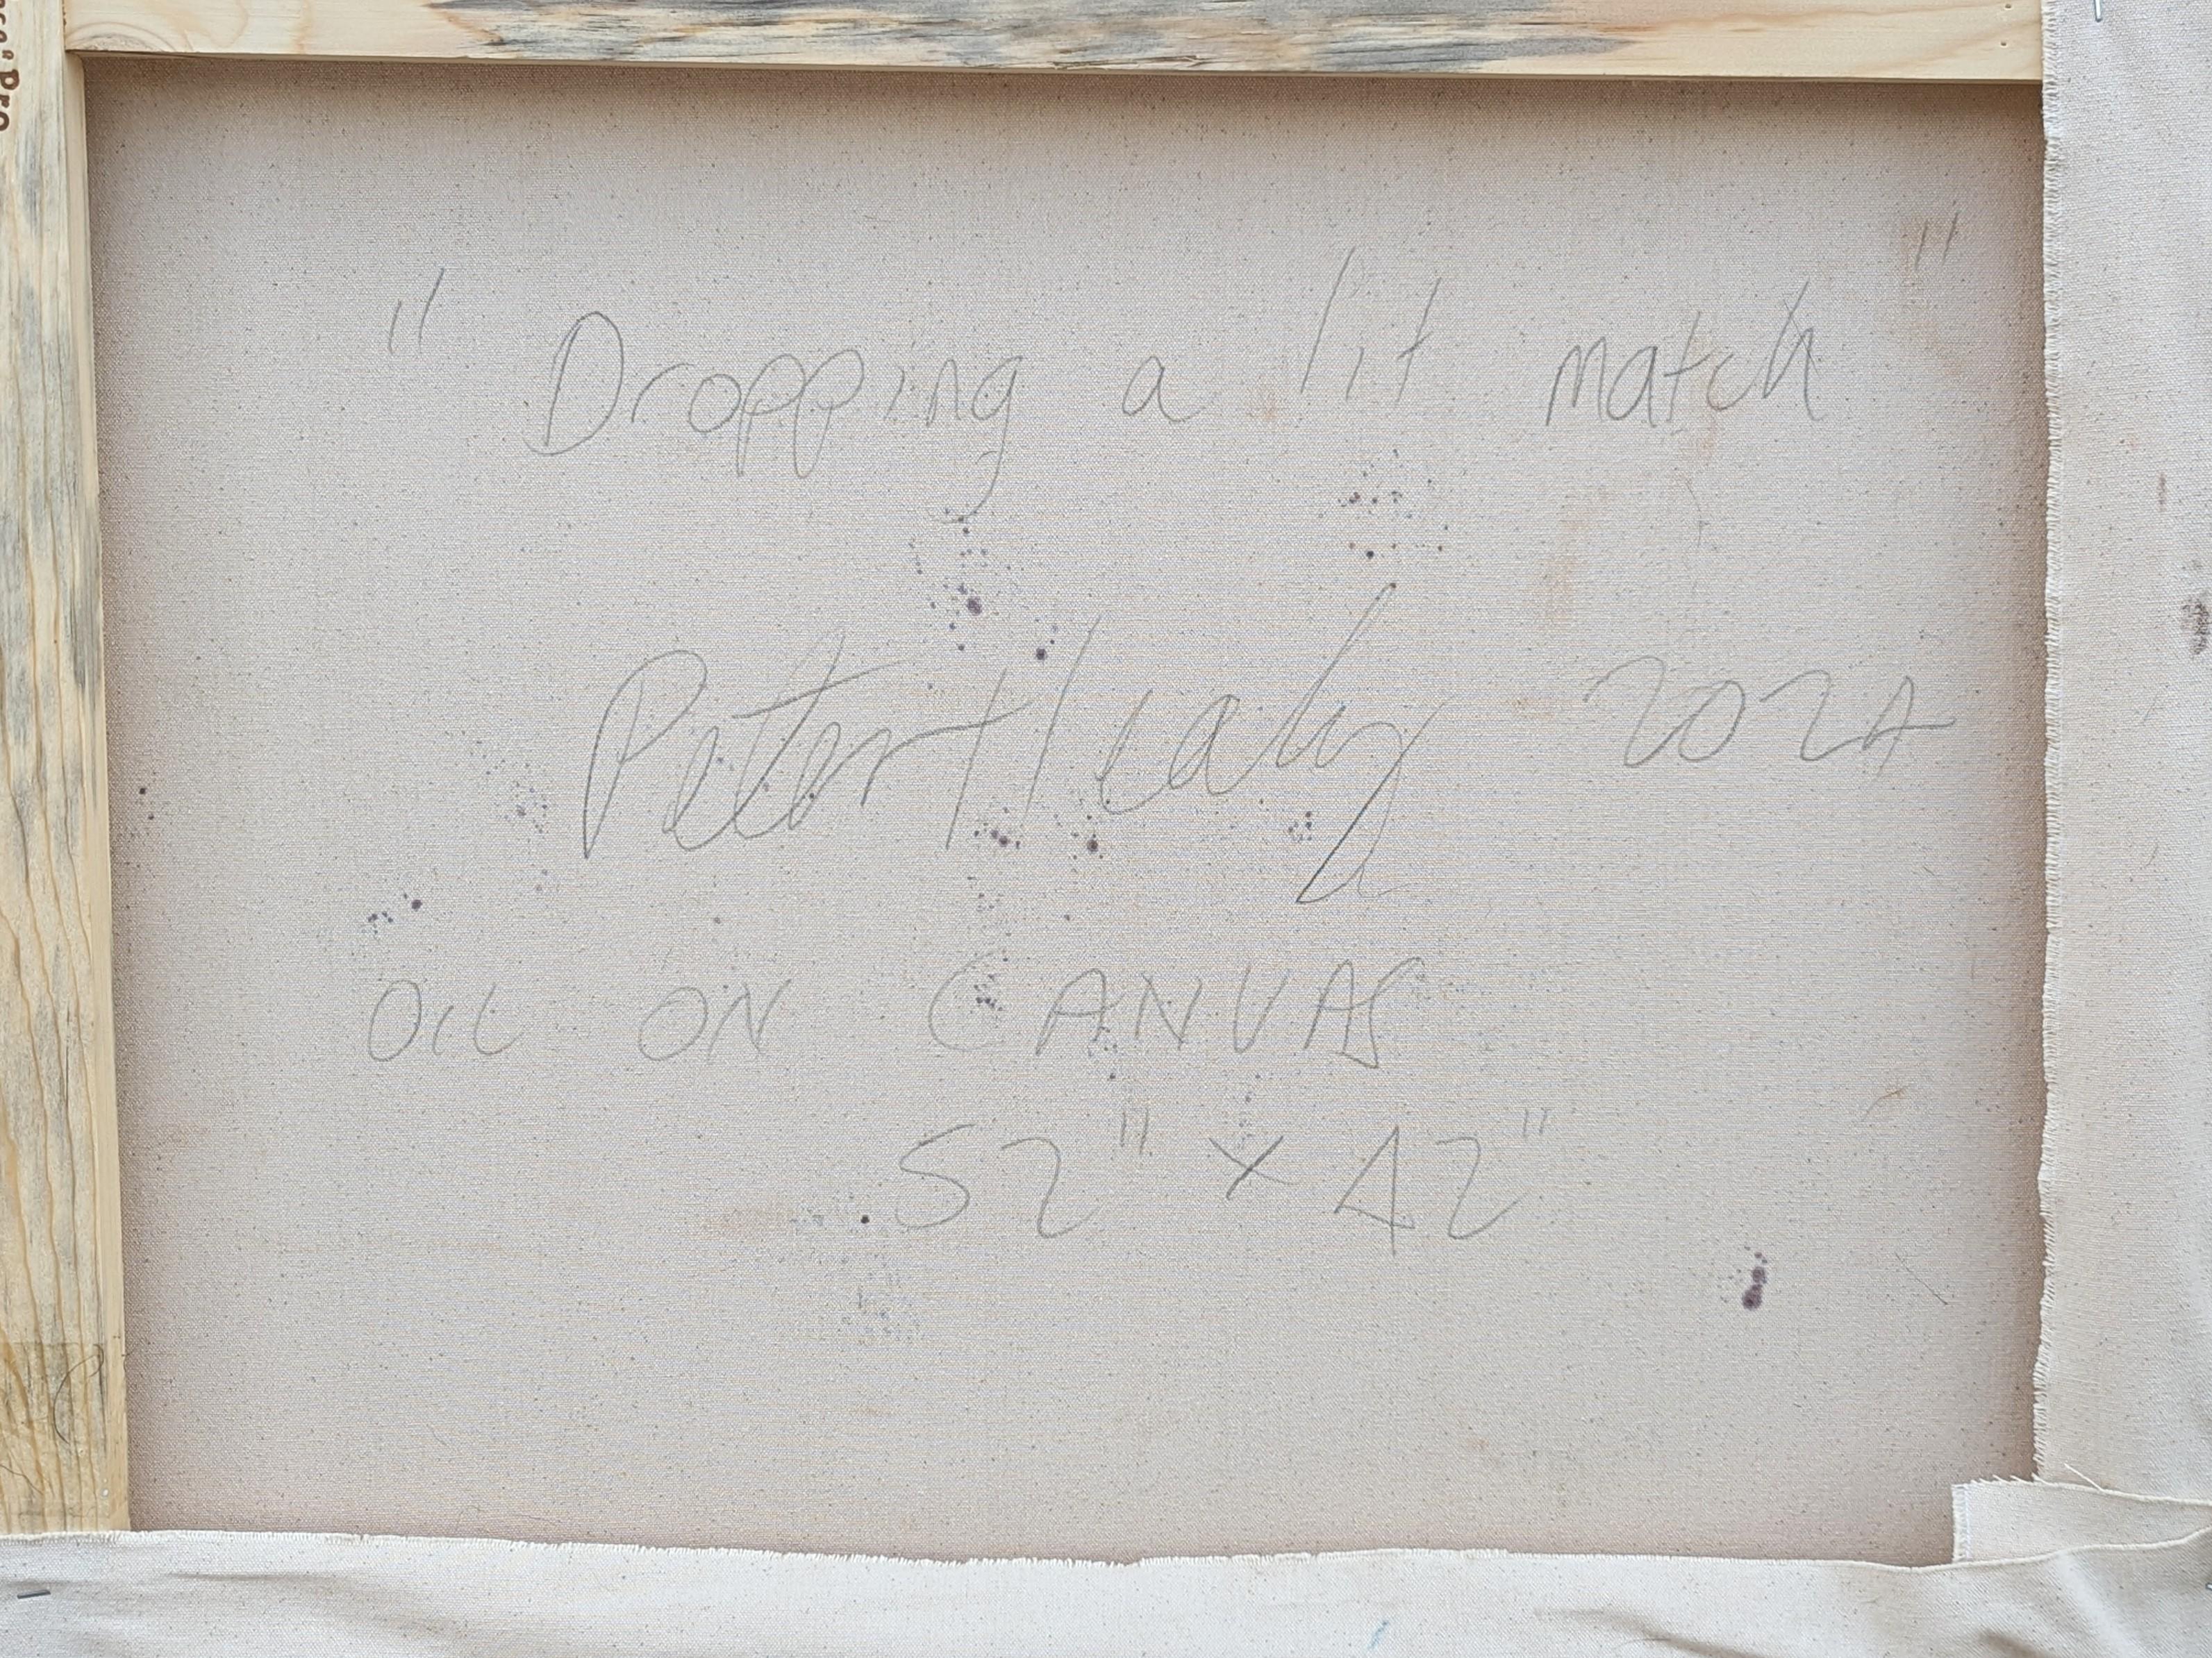 " Dropping a lit match "
Peter Healy 2024
OIL ON CANVAS
52" x 42"